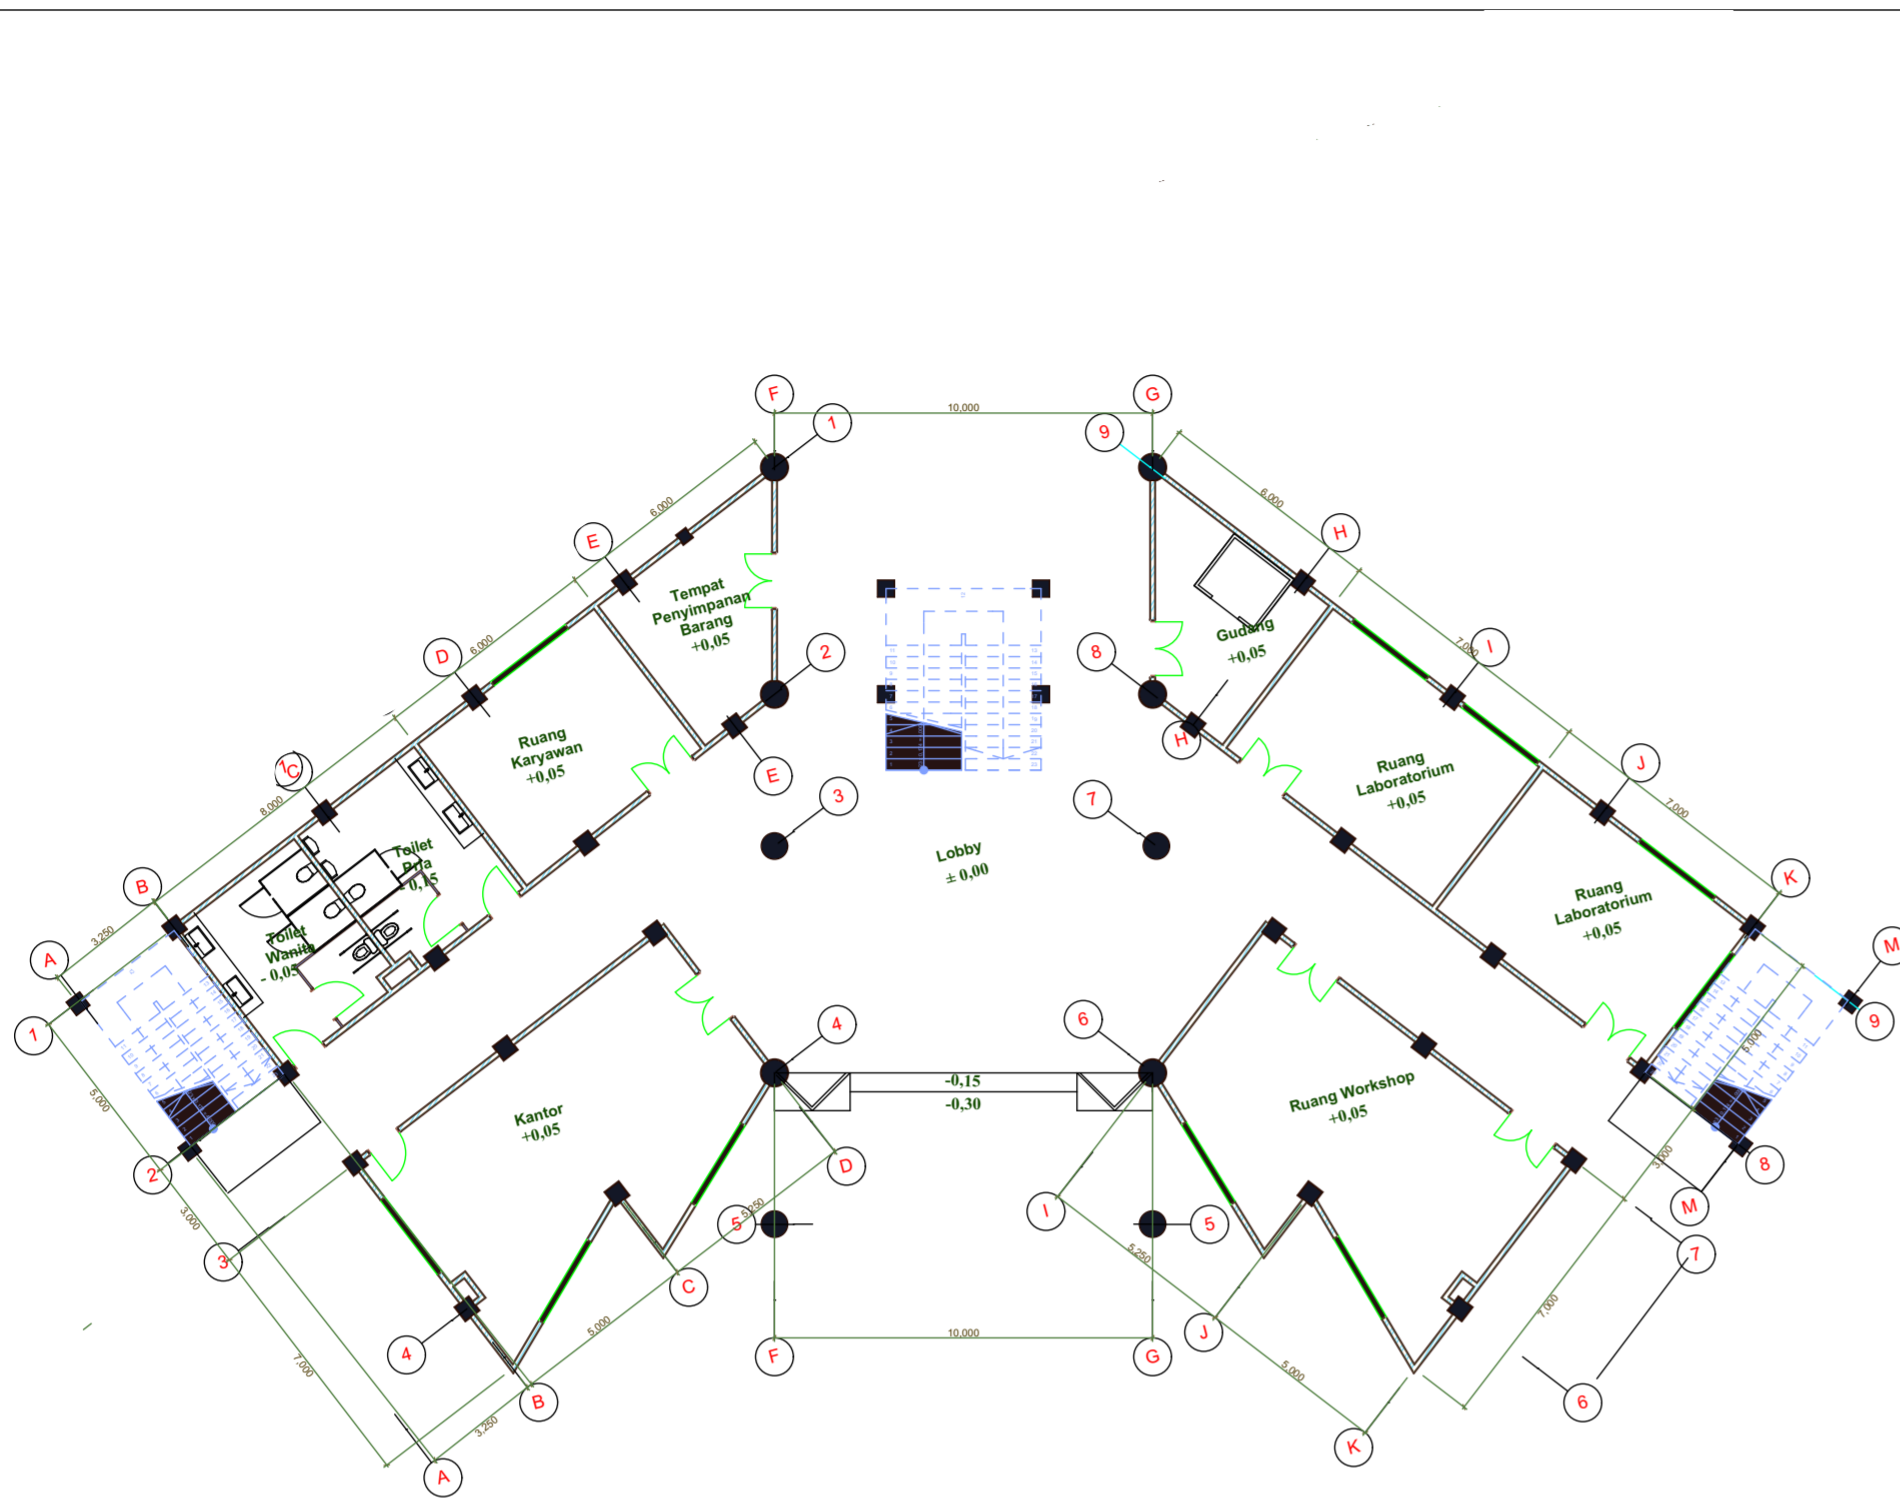 F
G
10,000
1
9
6,000
6,000
E
H
Tempat
Penyimpanan
Barang
+0,05
Gudang
+0,05
D
6,000
2
8
7,000
I
H
Ruang
Karyawan
+0,05
E
Ruang
Laboratorium
+0,05
1
C
8,000
3
7
J
7,000
Lobby
± 0,00
Toilet
Pria
- 0,15
B
K
Ruang
Laboratorium
+0,05
Toilet
Wanita
- 0,05
3,250
A
M
1
4
6
9
5,000
5,000
-0,15
-0,30
Kantor
+0,05
Ruang Workshop
+0,05
2
D
3,000
8
3,000
M
5
5
5,250
I
3
7
5,250
C
7,000
5,000
J
4
F
10,000
G
7,000
5,000
B
6
3,250
K
A